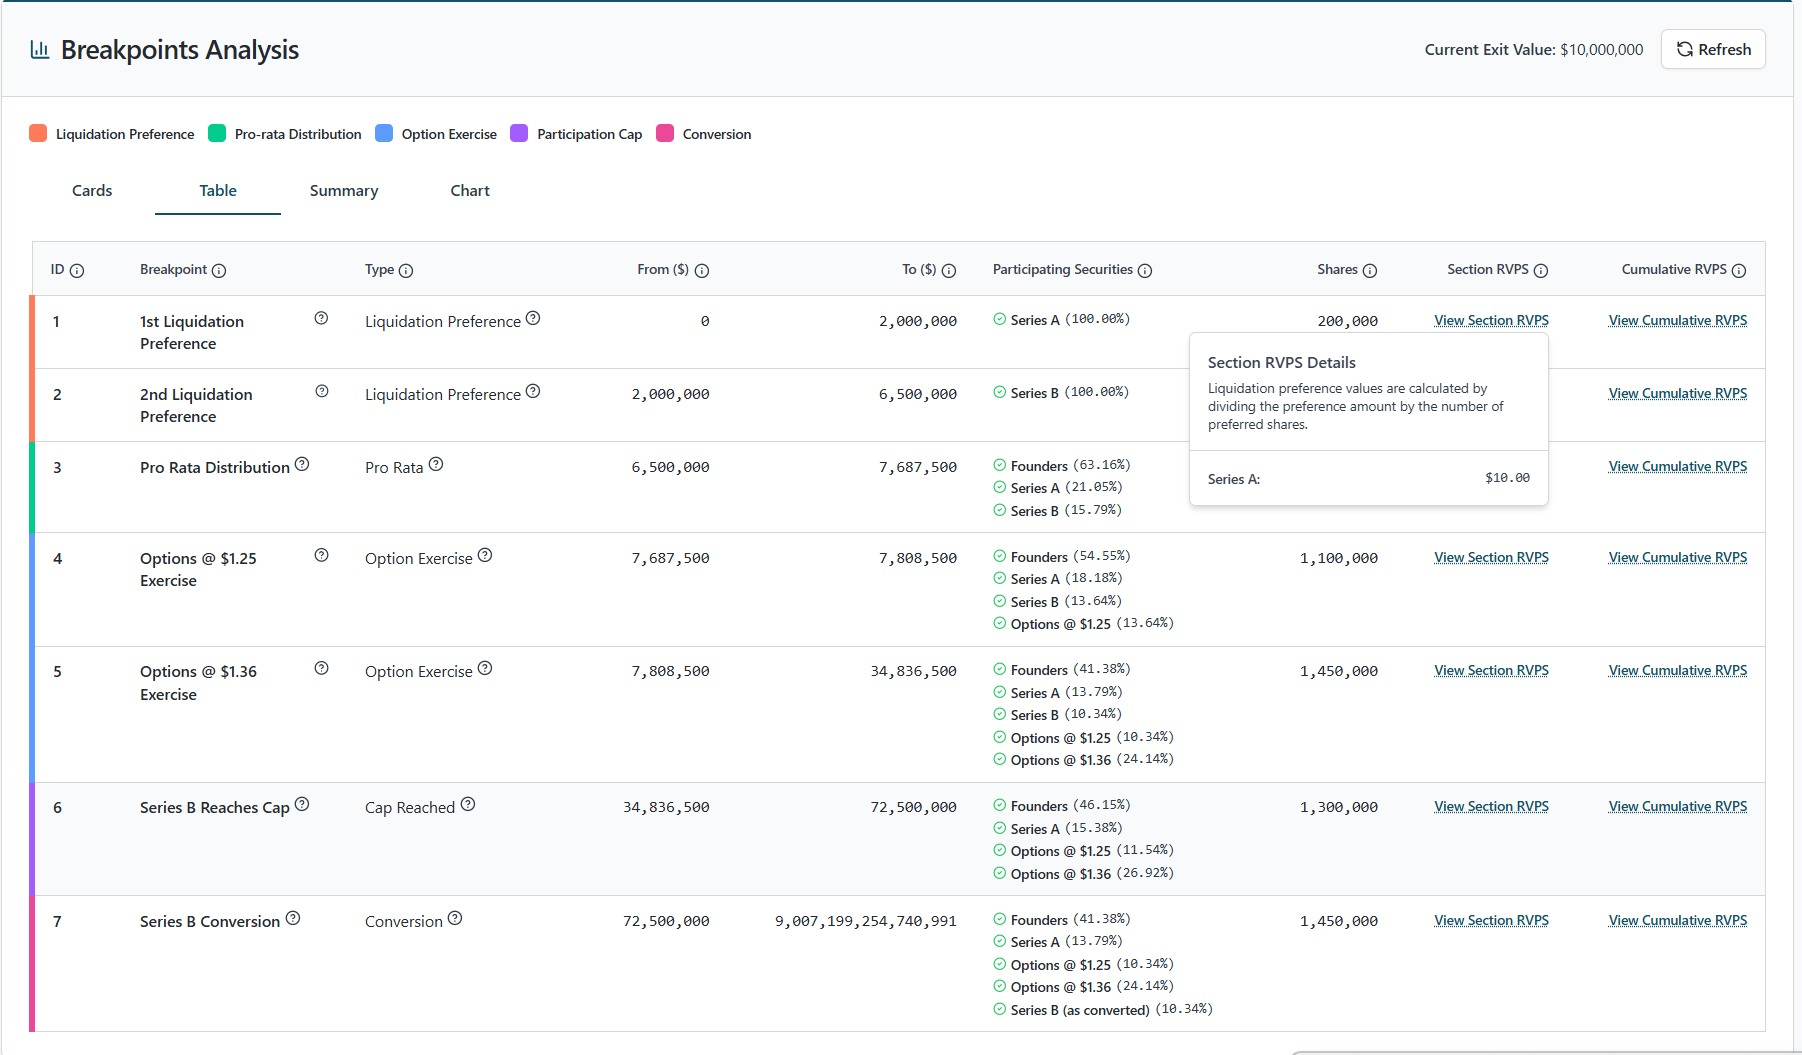 Breakpoints Analysis
Current Exit Value: $10,000,000
Refresh
Liquidation Preference Pro-rata Distribution Option Exercise Participation Cap Conversion
Cards Table Summary Chart
ID Breakpoint Type From ($) To ($) Participating Securities Shares Section RVPS Cumulative RVPS
1 1st Liquidation Preference Liquidation Preference 0 2,000,000 Series A (100.00%) 200,000 View Section RVPS View Cumulative RVPS
Section RVPS Details
Liquidation preference values are calculated by
dividing the preference amount by the number of
preferred shares.
Series A: $10.00
2 2nd Liquidation Preference Liquidation Preference 2,000,000 6,500,000 Series B (100.00%) View Cumulative RVPS
3 Pro Rata Distribution Pro Rata 6,500,000 7,687,500 Founders (63.16%) View Cumulative RVPS
Series A (21.05%)
Series B (15.79%)
4 Options @ $1.25 Exercise Option Exercise 7,687,500 7,808,500 Founders (54.55%) 1,100,000 View Section RVPS View Cumulative RVPS
Series A (18.18%)
Series B (13.64%)
Options @ $1.25 (13.64%)
5 Options @ $1.36 Exercise Option Exercise 7,808,500 34,836,500 Founders (41.38%) 1,450,000 View Section RVPS View Cumulative RVPS
Series A (13.79%)
Series B (10.34%)
Options @ $1.25 (10.34%)
Options @ $1.36 (24.14%)
6 Series B Reaches Cap Cap Reached 34,836,500 72,500,000 Founders (46.15%) 1,300,000 View Section RVPS View Cumulative RVPS
Series A (15.38%)
Options @ $1.25 (11.54%)
Options @ $1.36 (26.92%)
7 Series B Conversion Conversion 72,500,000 9,007,199,254,740,991 Founders (41.38%) 1,450,000 View Section RVPS View Cumulative RVPS
Series A (13.79%)
Options @ $1.25 (10.34%)
Options @ $1.36 (24.14%)
Series B (as converted) (10.34%)